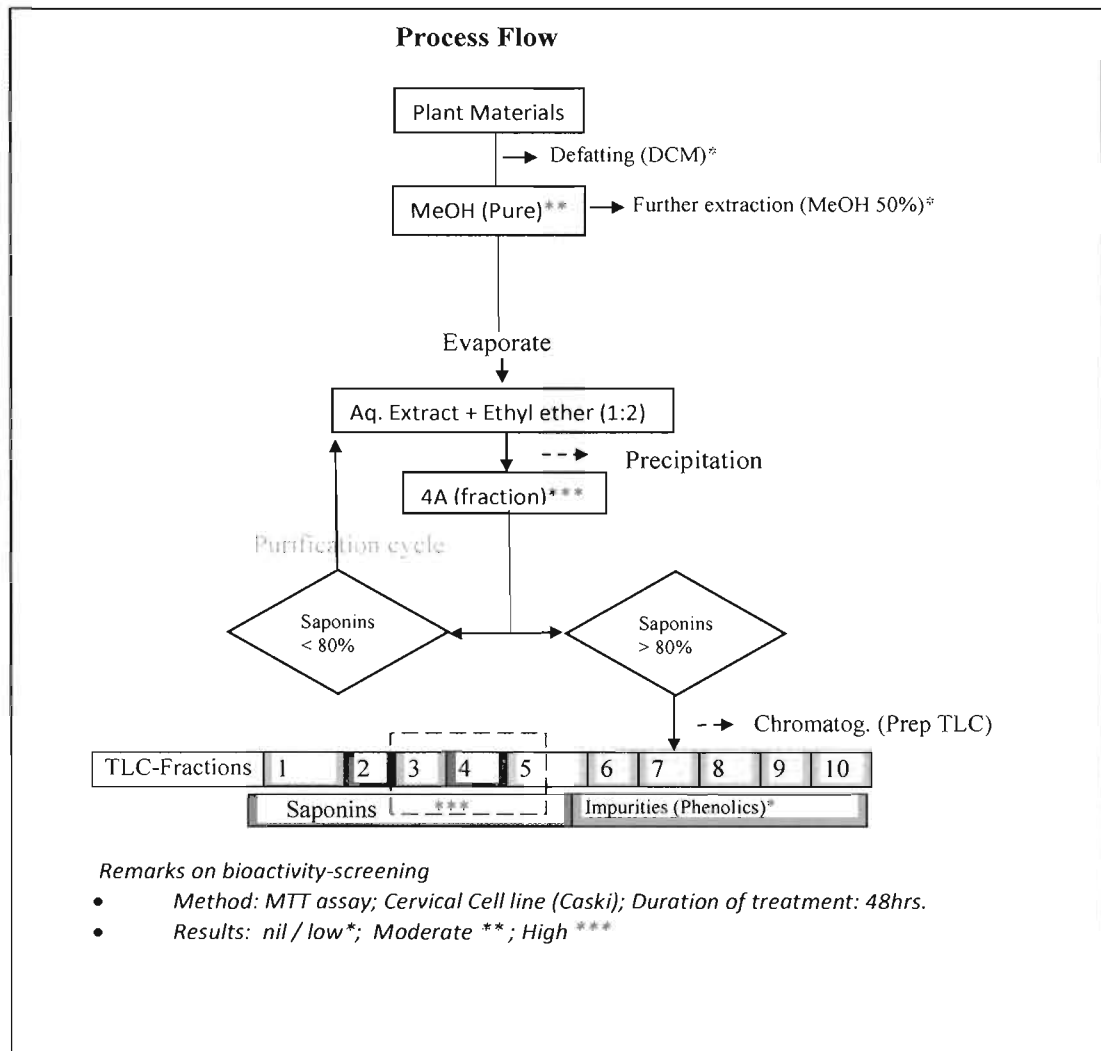 Process Flow
Plant Materials
Defatting (DCM)*
MeOH (Pure)**
Further extraction (MeOH 50%)*
Evaporate
Aq. Extract + Ethyl ether (1:2)
Precipitation
4A (fraction)****
Purification cycle
Saponins
< 80%
Saponins
> 80%
Chromatog. (Prep TLC)
TLC-Fractions 1 2 3 4 5 6 7 8 9 10
Saponins *** Impurities (Phenolics)*
Remarks on bioactivity-screening
• Method: MTT assay; Cervical Cell line (Caski); Duration of treatment: 48hrs.
• Results: nil / low*; Moderate **; High ***